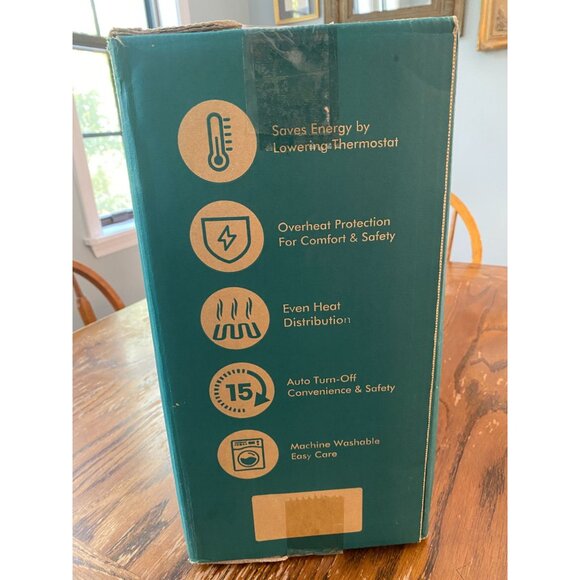 Saves Energy by
Lowering Thermostat
Overheat Protection
For Comfort & Safety
Even Heat
Distribution
15
Auto Turn-Off
Convenience & Safety
Machine Washable
Easy Care